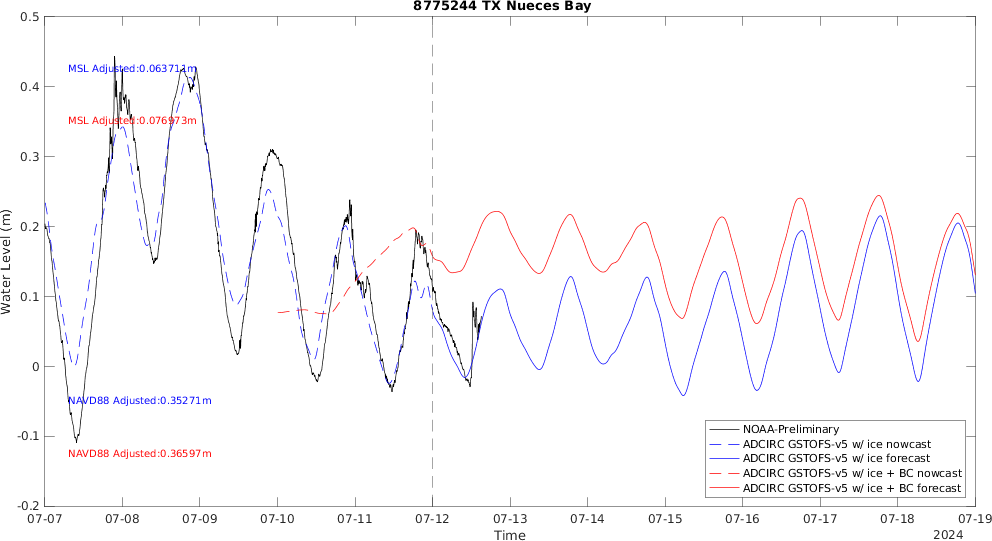 8775244 TX Nueces Bay
0.5
0.4
0.3
0.2
0.1
0
-0.1
-0.2
Water Level (m)
MSL Adjusted:0.063711m
MSL Adjusted:0.076973m
NAVD88 Adjusted:0.35271m
NAVD88 Adjusted:0.36597m
NOAA-Preliminary
ADCIRC GSTOFS-v5 w/ ice nowcast
ADCIRC GSTOFS-v5 w/ ice forecast
ADCIRC GSTOFS-v5 w/ ice + BC nowcast
ADCIRC GSTOFS-v5 w/ ice + BC forecast
07-07 07-08 07-09 07-10 07-11 07-12 07-13 07-14 07-15 07-16 07-17 07-18 07-19
Time
2024